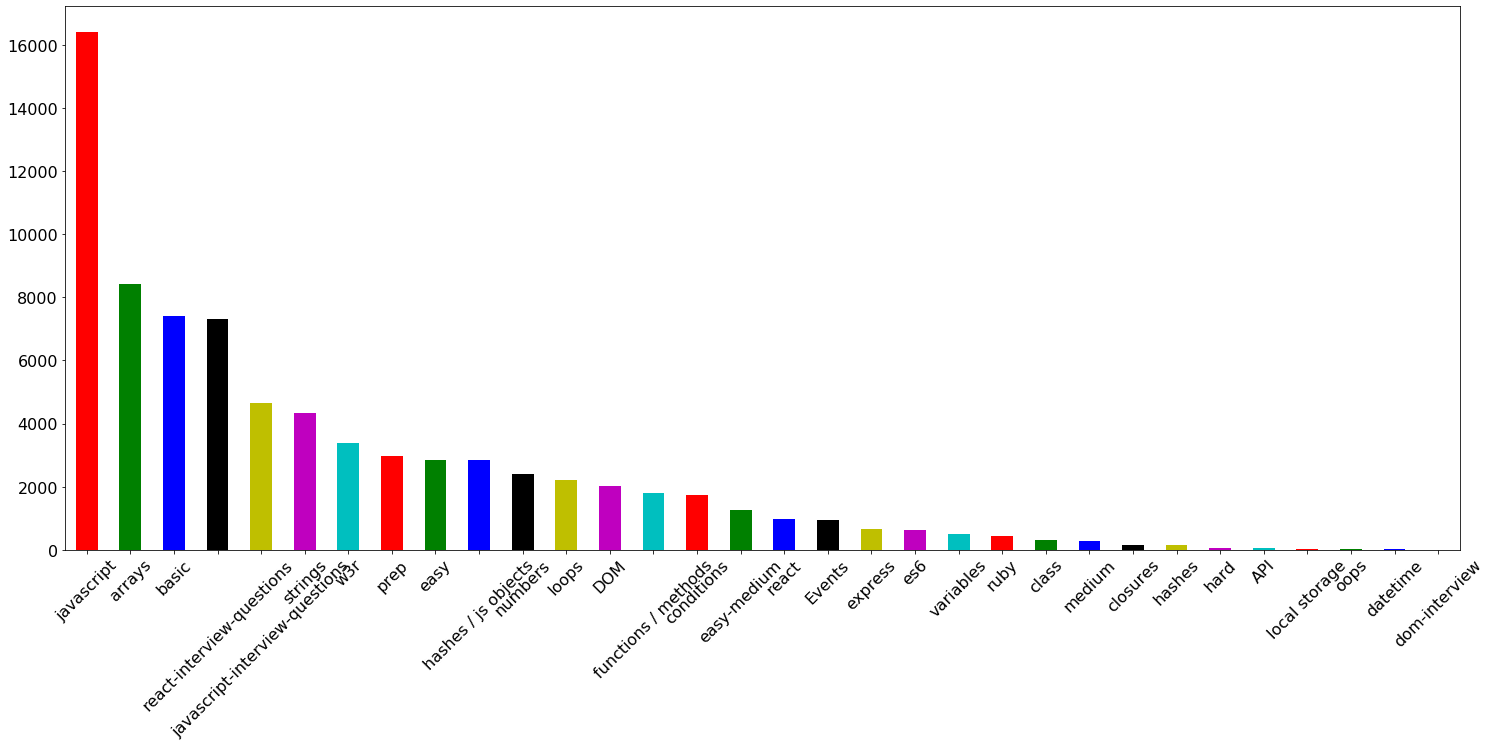 16000
14000
12000
10000
8000
6000
4000
2000
0
javascript
arrays
basic
react-interview-questions
javascript-interview-questions
strings
w3r
prep
easy
hashes / js objects
numbers
loops
DOM
functions / methods
conditions
easy-medium
react
Events
express
es6
variables
ruby
class
medium
closures
hashes
hard
API
local storage
oops
datetime
dom-interview